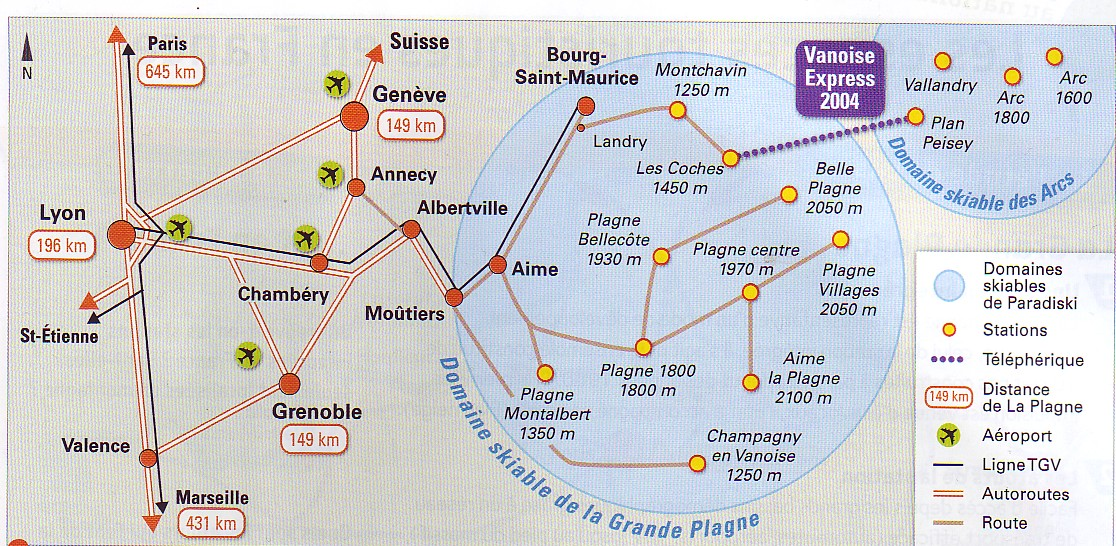 N
Paris
645 km
Suisse
Genève
149 km
Annecy
Lyon
196 km
Chambéry
Albertville
Moûtiers
St-Étienne
Grenoble
149 km
Valence
Marseille
431 km
Bourg-
Saint-Maurice
Landry
Aime
Montchavin
1250 m
Les Coches
1450 m
Vanoise
Express
2004
Vallandry
Arc
1800
Arc
1600
Plan
Peisey
Domaine skiable des Arcs
Belle
Plagne
2050 m
Plagne
Bellecôte
1930 m
Plagne centre
1970 m
Plagne
Villages
2050 m
Plagne 1800
1800 m
Aime
la Plagne
2100 m
Plagne
Montalbert
1350 m
Champagny
en Vanoise
1250 m
Domaine skiable de la Grande Plagne
Domaines
skiables
de Paradiski
Stations
Téléphérique
149 km
Distance
de La Plagne
Aéroport
Ligne TGV
Autoroutes
Route